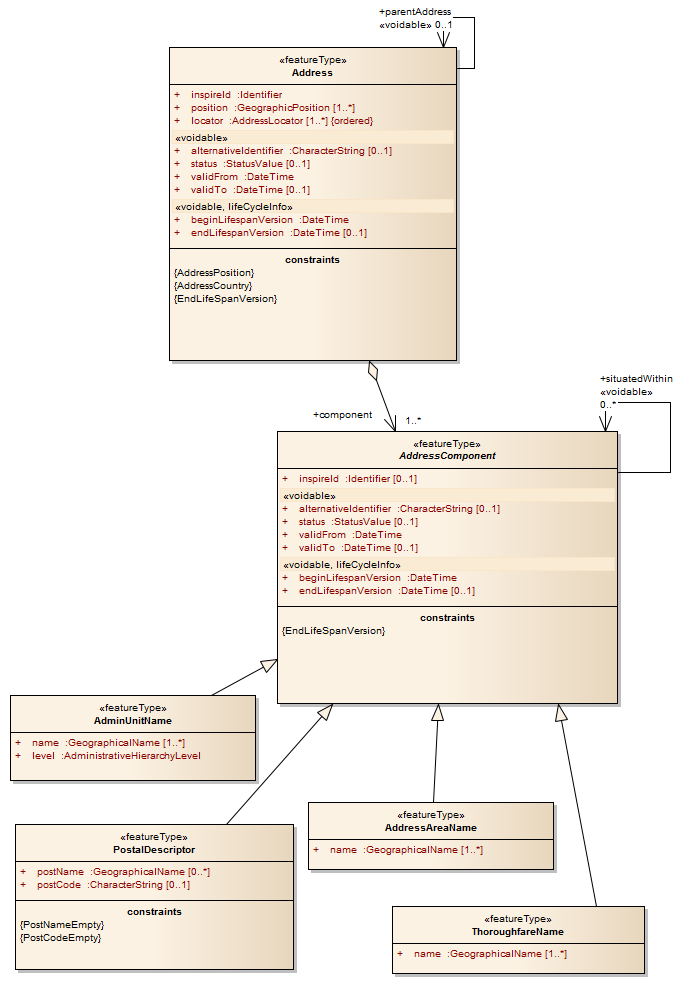 +parentAddress
«voidable» 0..1
«featureType»
Address
+ inspireId :Identifier
+ position :GeographicPosition [1..*]
+ locator :AddressLocator [1..*] {ordered}
«voidable»
+ alternativeIdentifier :CharacterString [0..1]
+ status :StatusValue [0..1]
+ validFrom :DateTime
+ validTo :DateTime [0..1]
«voidable, lifeCycleInfo»
+ beginLifespanVersion :DateTime
+ endLifespanVersion :DateTime [0..1]
constraints
{AddressPosition}
{AddressCountry}
{EndLifeSpanVersion}
+situatedWithin
«voidable»
0..*
+component 1..*
«featureType»
AddressComponent
+ inspireId :Identifier [0..1]
«voidable»
+ alternativeIdentifier :CharacterString [0..1]
+ status :StatusValue [0..1]
+ validFrom :DateTime
+ validTo :DateTime [0..1]
«voidable, lifeCycleInfo»
+ beginLifespanVersion :DateTime
+ endLifespanVersion :DateTime [0..1]
constraints
{EndLifeSpanVersion}
«featureType»
AdminUnitName
+ name :GeographicalName [1..*]
+ level :AdministrativeHierarchyLevel
«featureType»
PostalDescriptor
+ postName :GeographicalName [0..*]
+ postCode :CharacterString [0..1]
constraints
{PostNameEmpty}
{PostCodeEmpty}
«featureType»
AddressAreaName
+ name :GeographicalName [1..*]
«featureType»
ThoroughfareName
+ name :GeographicalName [1..*]